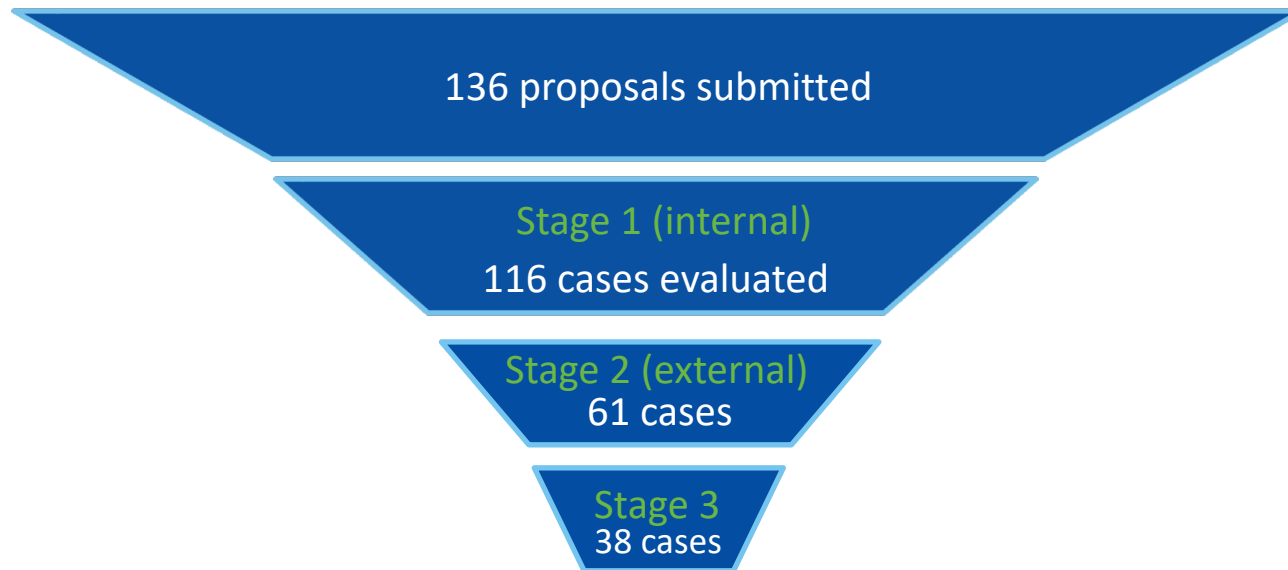 136 proposals submitted
Stage 1 (internal)
116 cases evaluated
Stage 2 (external)
61 cases
Stage 3
38 cases